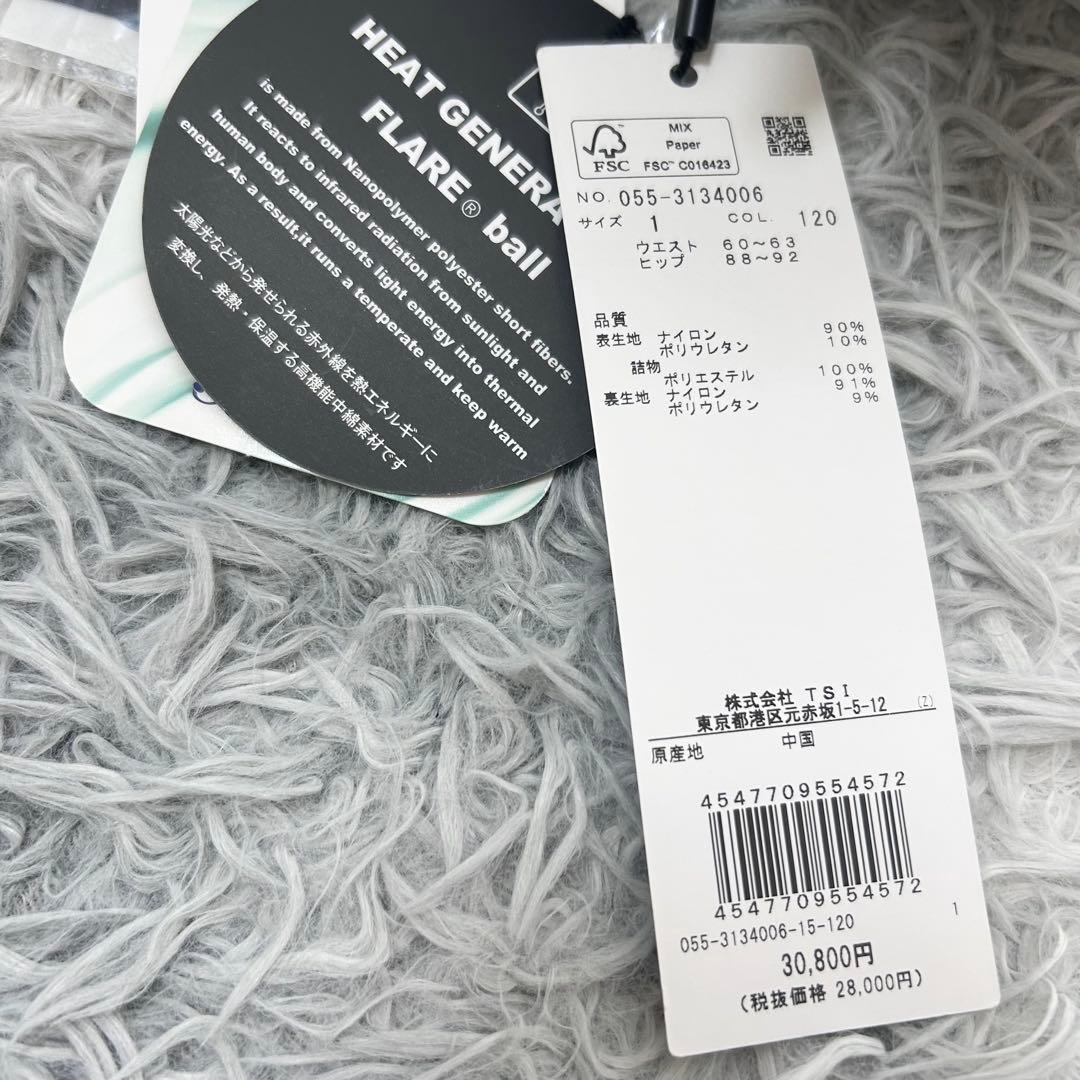 HEAT GENERA
FLARE® ball
is made from Nanopolymer polyester short fibers.
It reacts to infrared radiation from sunlight and
human body and converts light energy into thermal
energy. As a result,it runs a temperate and keep warm
太陽光などから発せられる赤外線を熱エネルギーに
変換し、発熱・保温する高機能中綿素材です
FSC
MIX
Paper
FSC™ C016423
NO. 055-3134006
サイズ 1 COL. 120
ウエスト 60～63
ヒップ 88～92
品質
表生地 ナイロン 90%
ポリウレタン 10%
詰物
ポリエステル 100%
裏生地 ナイロン 91%
ポリウレタン 9%
株式会社 TSI
東京都港区元赤坂1-5-12 (Z)
原産地 中国
4547709554572
4547709554572
055-3134006-15-120 1
30,800円
(税抜価格 28,000円)